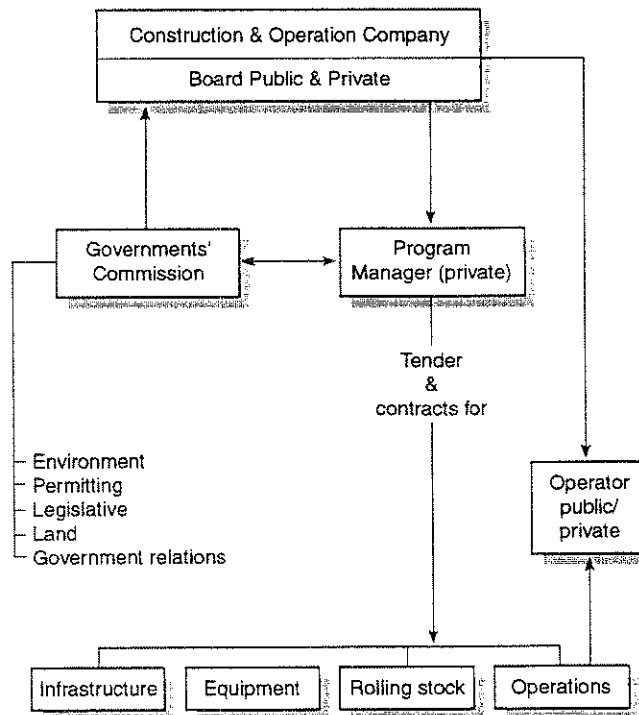 Construction & Operation Company
Board Public & Private
Governments'
Commission
Program
Manager (private)
Tender
&
contracts for
Environment
Permitting
Legislative
Land
Government relations
Operator
public/
private
Infrastructure
Equipment
Rolling stock
Operations